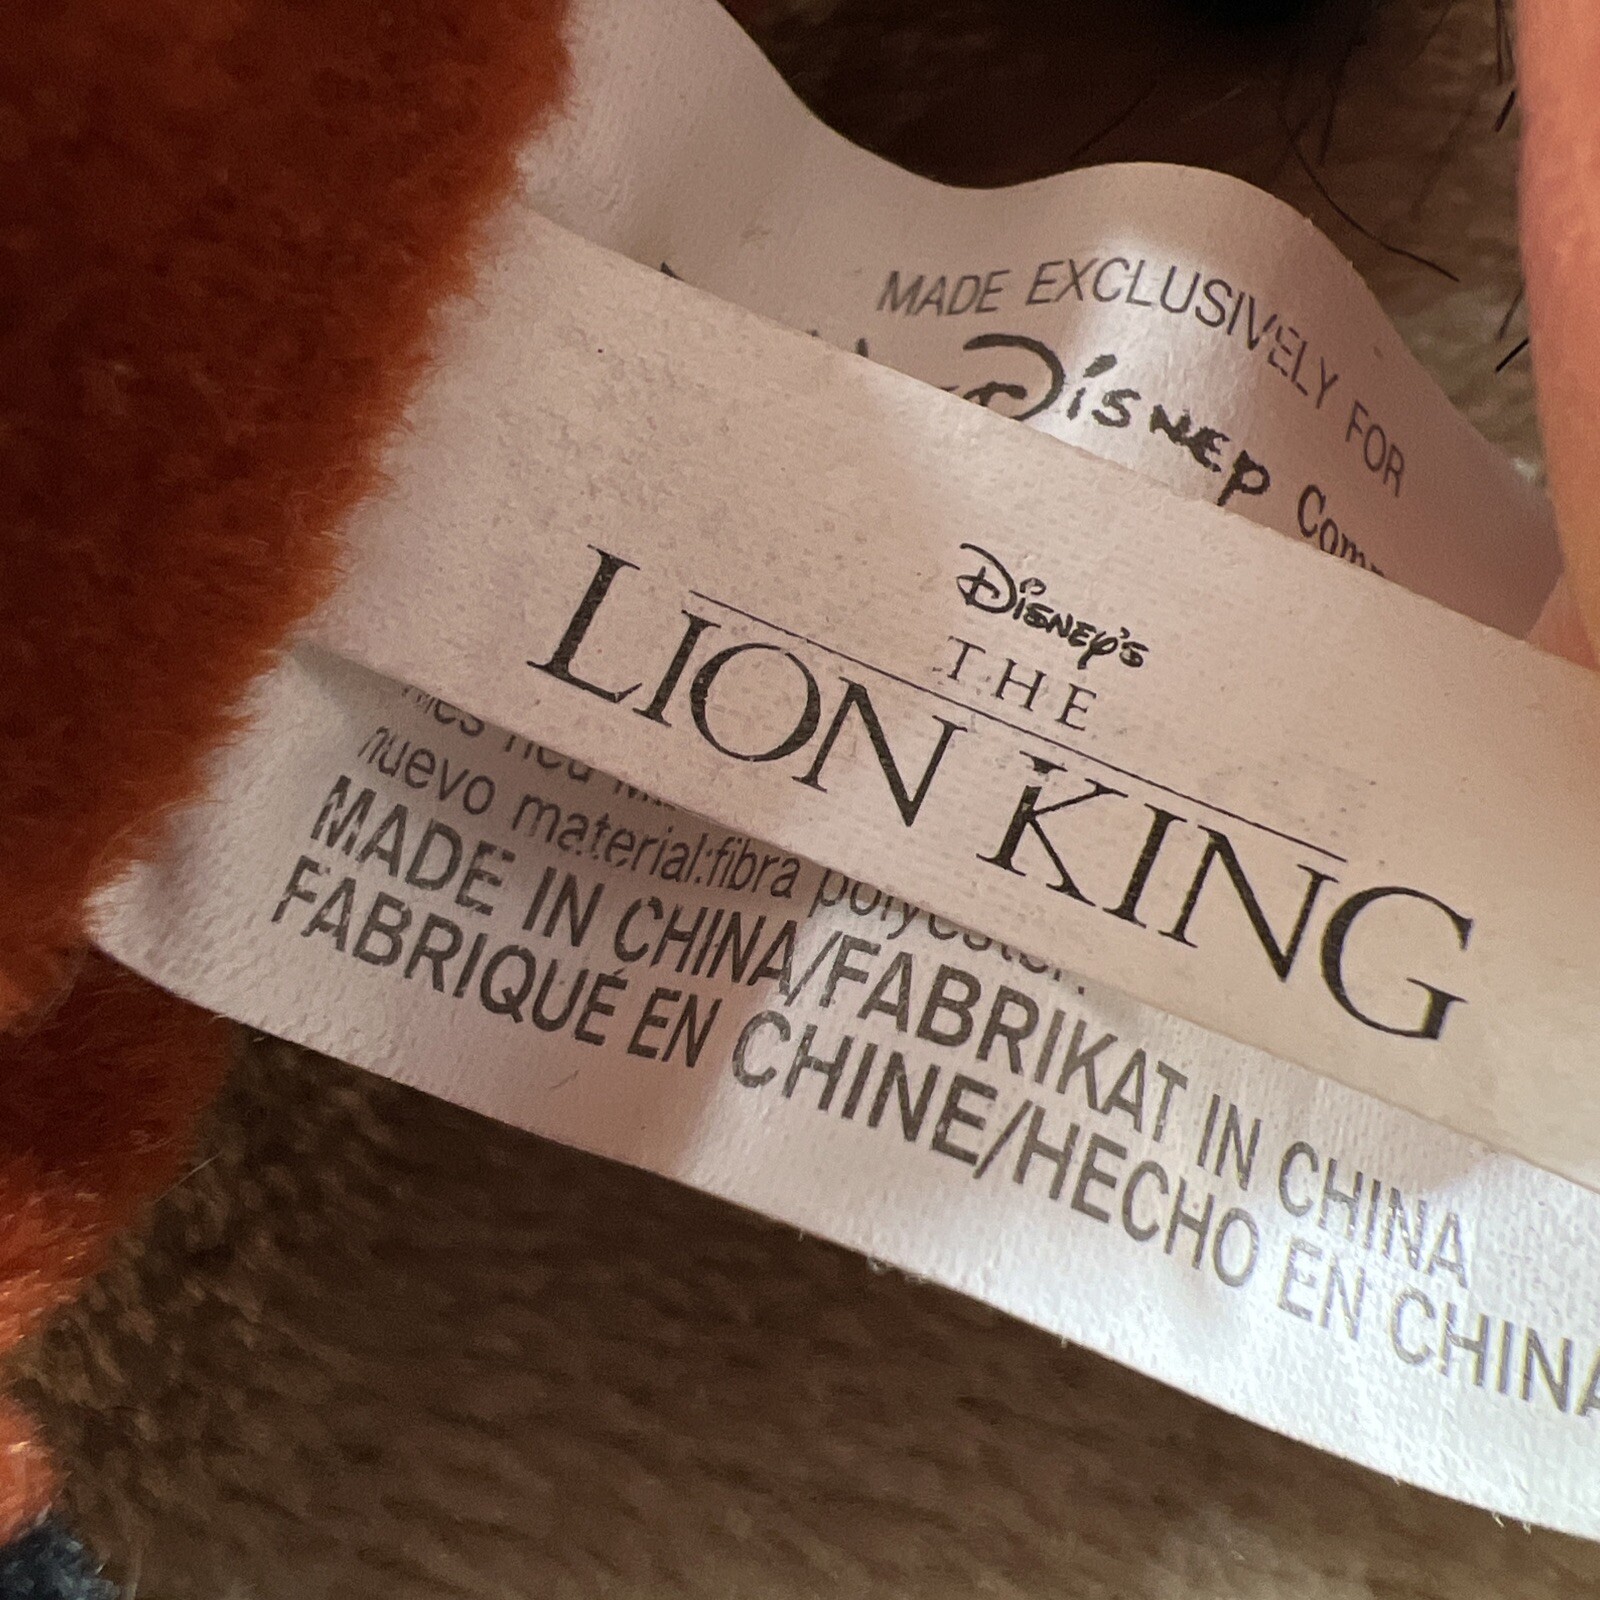 MADE EXCLUSIVELY FOR
Disney
Disney's
THE
LION KING
nuevo material:fibra polyester.
MADE IN CHINA/FABRIKAT IN CHINA
FABRIQUÉ EN CHINE/HECHO EN CHINA